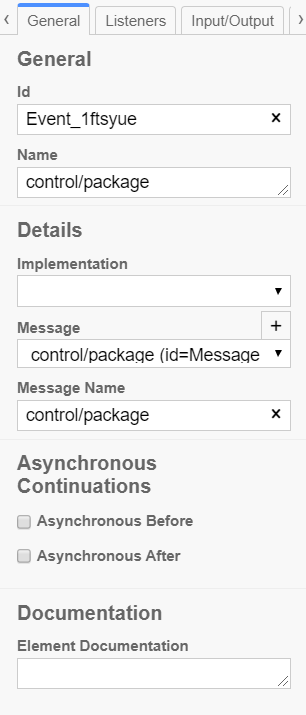 General Listeners Input/Output
General
Id
Event_1ftsyue
Name
control/package
Details
Implementation
Message
control/package (id=Message
Message Name
control/package
Asynchronous
Continuations
Asynchronous Before
Asynchronous After
Documentation
Element Documentation